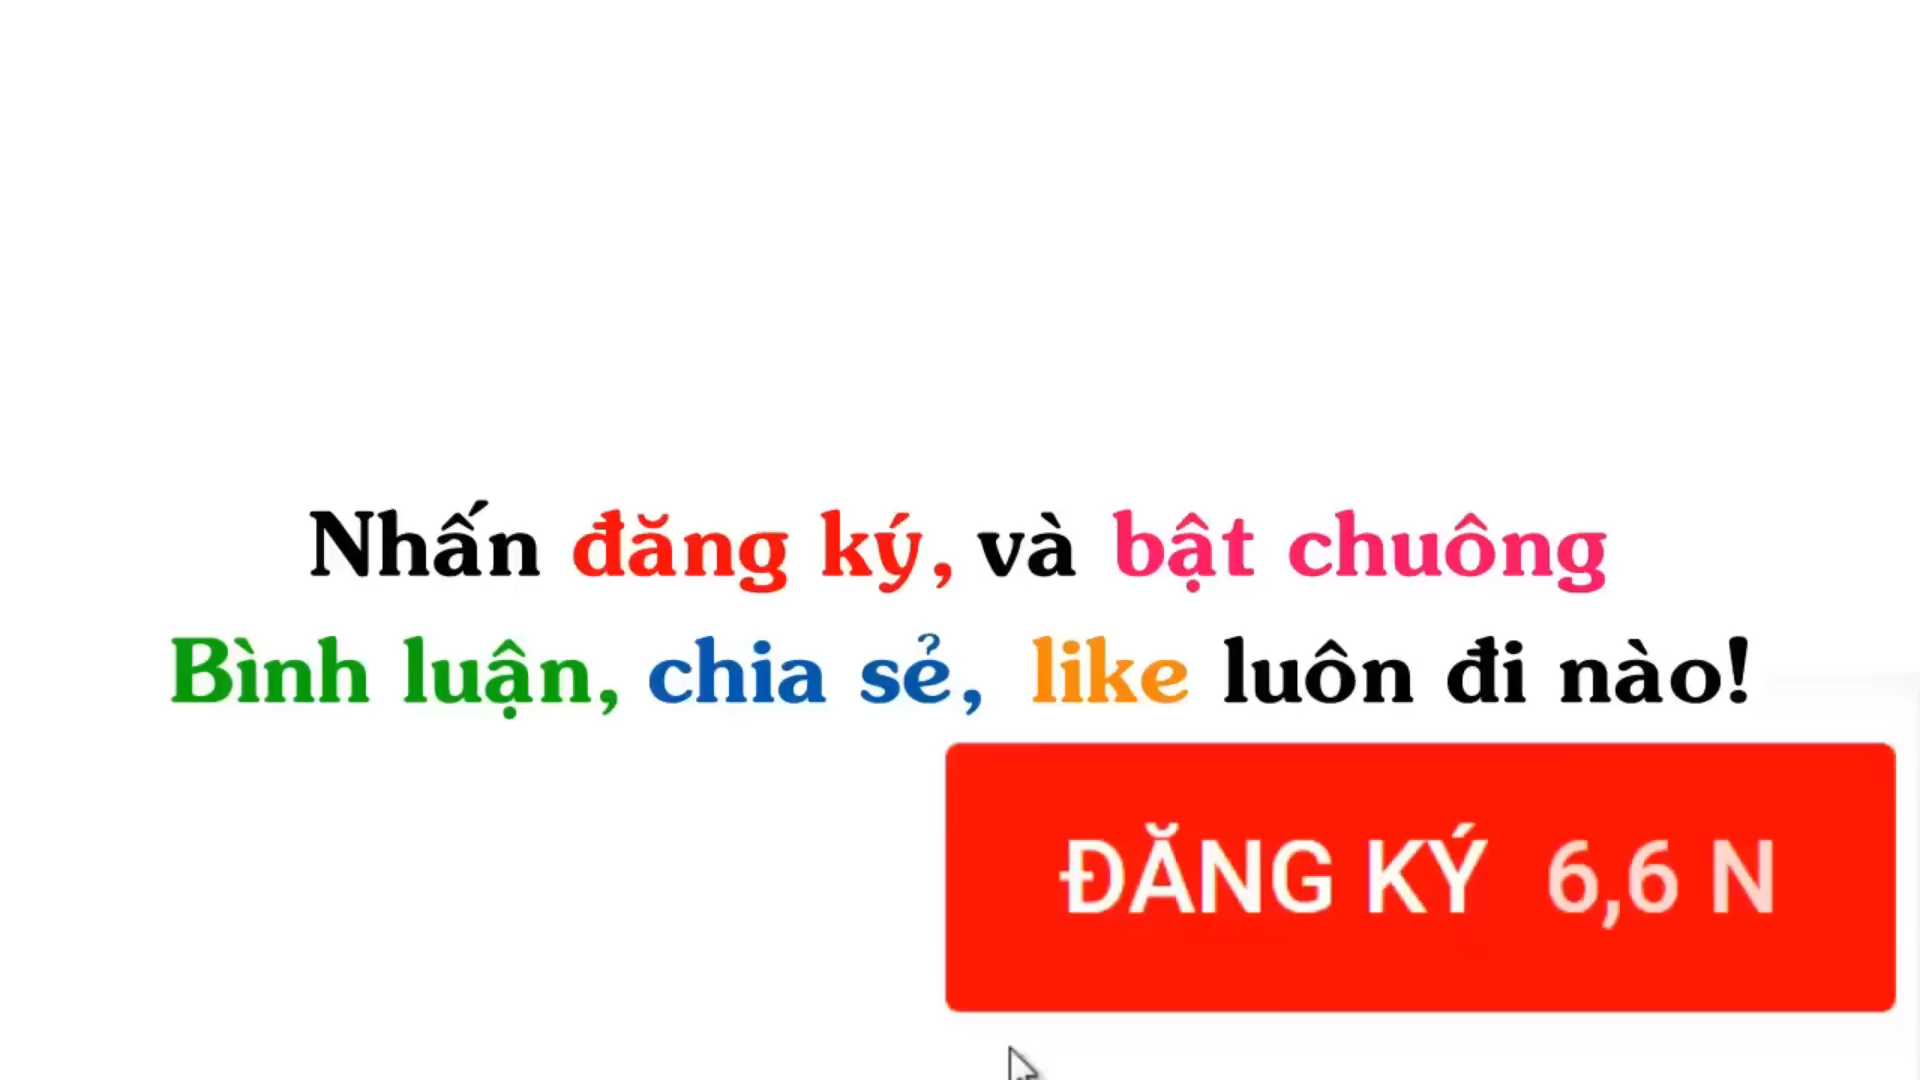 Nhấn đăng ký, và bật chuông
Bình luận, chia sẻ, like luôn đi nào!
ĐĂNG KÝ 6,6 N